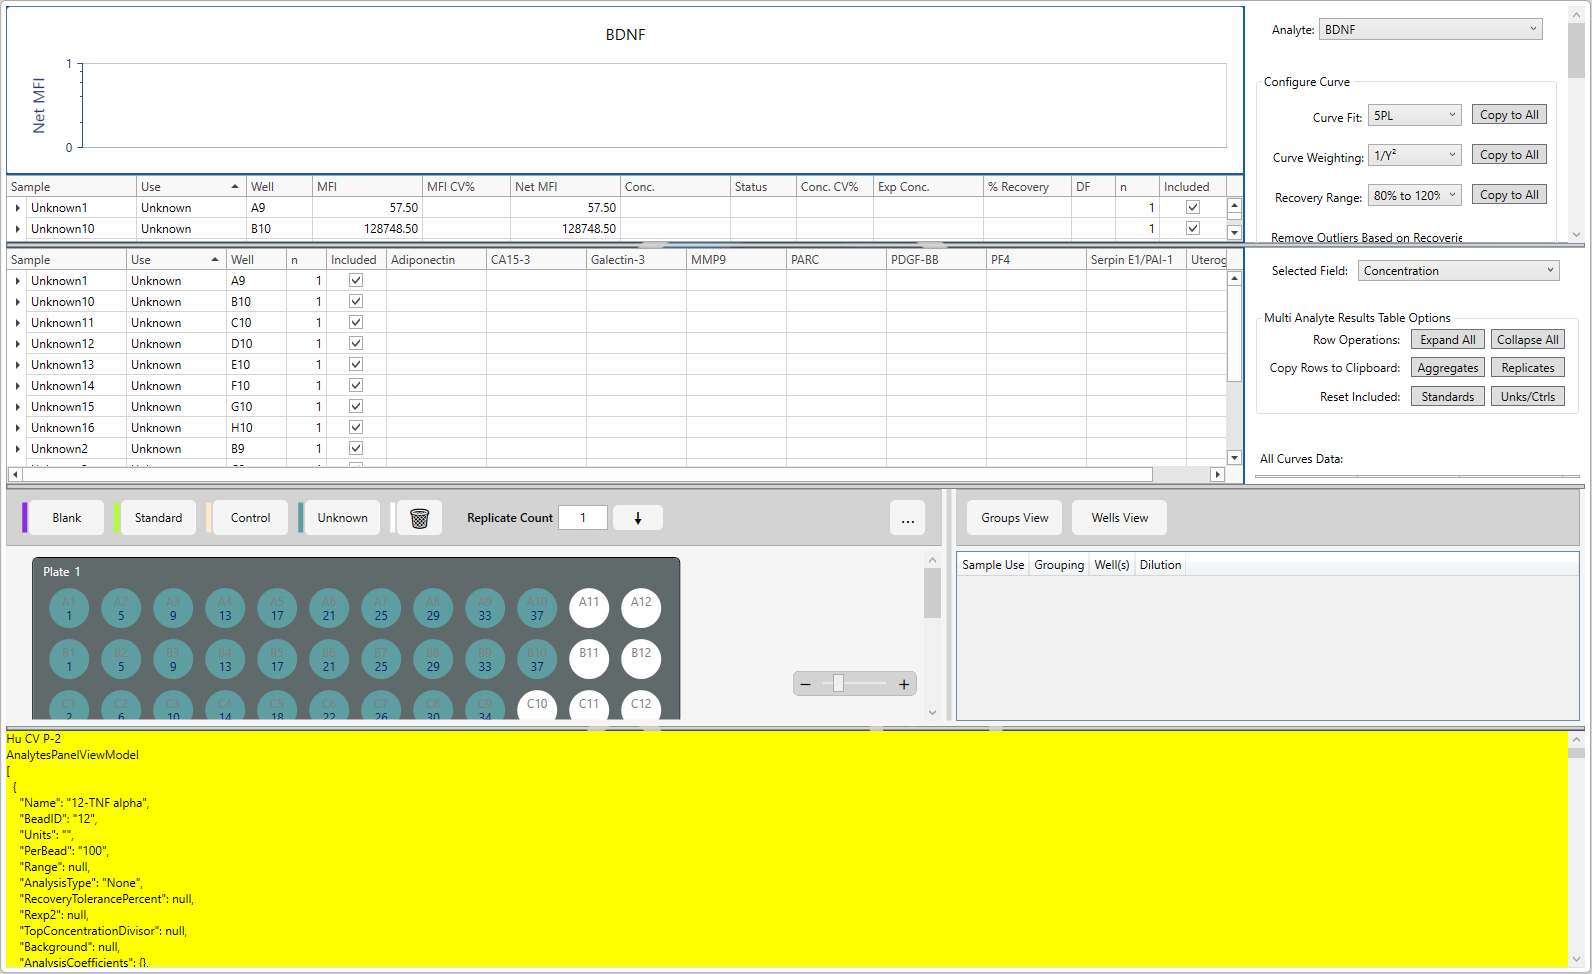 BDNF
Net MFI
1
0
Analyte: BDNF
Configure Curve
Curve Fit: 5PL Copy to All
Curve Weighting: 1/Y² Copy to All
Recovery Range: 80% to 120% Copy to All
Remove Outliers Based on Recoverie
Sample Use Well MFI MFI CV% Net MFI Conc. Status Conc. CV% Exp Conc. % Recovery DF n Included
Unknown1 Unknown A9 57.50 57.50 1
Unknown10 Unknown B10 128748.50 128748.50 1
Sample Use Well n Included Adiponectin CA15-3 Galectin-3 MMP9 PARC PDGF-BB PF4 Serpin E1/PAI-1 Uterog
Unknown1 Unknown A9 1
Unknown10 Unknown B10 1
Unknown11 Unknown C10 1
Unknown12 Unknown D10 1
Unknown13 Unknown E10 1
Unknown14 Unknown F10 1
Unknown15 Unknown G10 1
Unknown16 Unknown H10 1
Unknown2 Unknown B9 1
Selected Field: Concentration
Multi Analyte Results Table Options
Row Operations: Expand All Collapse All
Copy Rows to Clipboard: Aggregates Replicates
Reset Included: Standards Unks/Ctrls
All Curves Data:
Blank Standard Control Unknown Replicate Count 1 ...
Groups View Wells View
Sample Use Grouping Well(s) Dilution
Plate 1
A1 A2 A3 A4 A5 A6 A7 A8 A9 A10 A11 A12
1 5 9 13 17 21 25 29 33 37
B1 B2 B3 B4 B5 B6 B7 B8 B9 B10 B11 B12
1 5 9 13 17 21 25 29 33 37
C1 C2 C3 C4 C5 C6 C7 C8 C9 C10 C11 C12
2 6 10 14 18 22 26 30 34
Hu CV P-2
AnalytesPanelViewModel
[
{
"Name": "12-TNF alpha",
"BeadID": "12",
"Units": "",
"PerBead": "100",
"Range": null,
"AnalysisType": "None",
"RecoveryTolerancePercent": null,
"Rexp2": null,
"TopConcentrationDivisor": null,
"Background": null,
"AnalysisCoefficients": {},